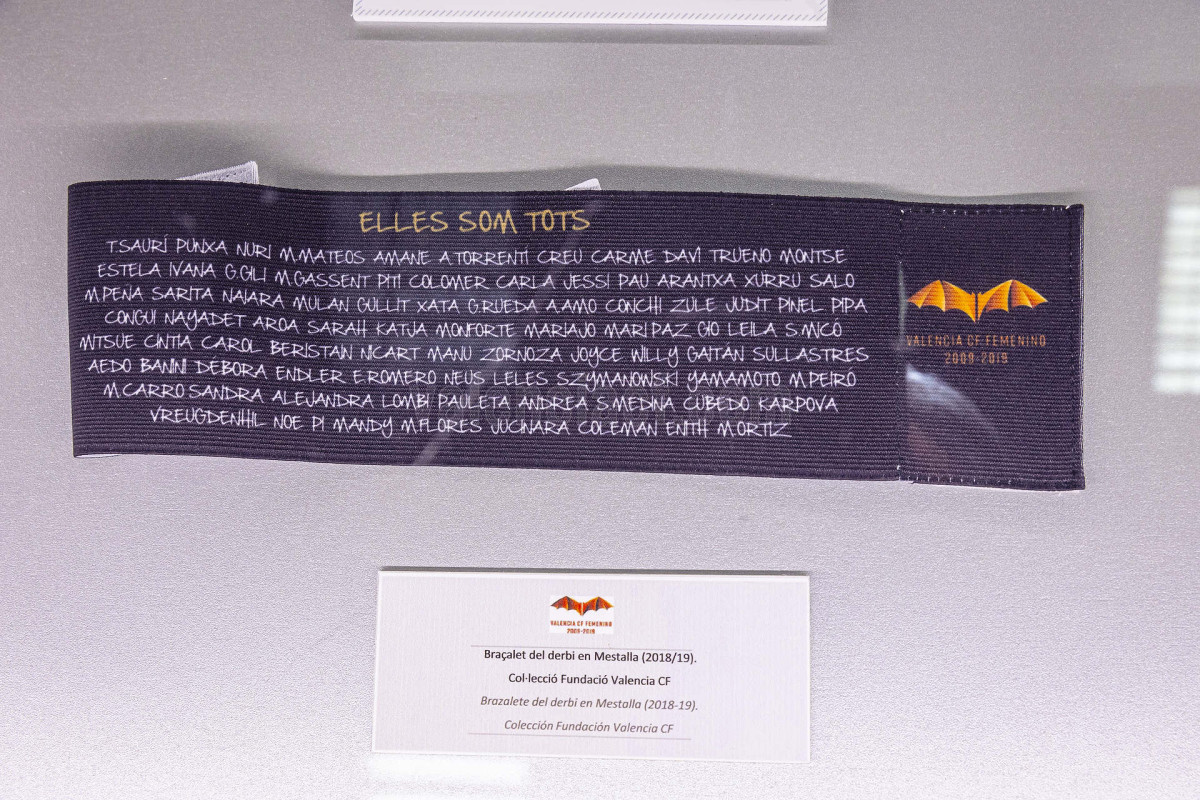 ELLES SOM TOTS
T.SAURÍ PUNXA NURI M.MATEOS AMANE A.TORRENTÍ CREU CARME DAVÍ TRUENO MONTSE
ESTELA IVANA G.GILI M.GASSENT PITI COLOMER CARLA JESSI PAU ARANTXA XURRU SALO
M.PEÑA SARITA NAIARA MULAN GULLIT XATA G.RUEDA A.AMO CONCHI ZULE JUDIT PINEL PIPA
CONGUI NAYADET AROA SARAH KATJA MONFORTE MARIAJO MARI PAZ GIO LEILA S.MICÓ
MITSUE CINTIA CAROL BERISTAIN NICART MANU ZORNOZA JOYCE WILLY GAITÁN SULLASTRES
AEDO BANINI DÉBORA ENDLER E.ROMERO NEUS LELES SZYMANOWSKI YAMAMOTO M.PEIRÓ
M.CARRO SANDRA ALEJANDRA LOMBI PAULETA ANDREA S.MEDINA CUBEDO KARPOVA
VREUGDENHIL NOE PI MANDY M.FLORES JUCINARA COLEMAN ENITH M.ORTIZ
VALENCIA CF FEMENINO
2009-2019
VALENCIA CF FEMENINO
2009-2019
Braçalet del derbi en Mestalla (2018/19).
Col·lecció Fundació Valencia CF
Brazalete del derbi en Mestalla (2018-19).
Colección Fundación Valencia CF